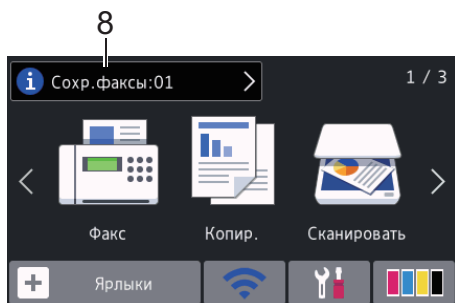 8
Сохр.факсы:01
1 / 3
Факс
Копир.
Сканировать
Ярлыки